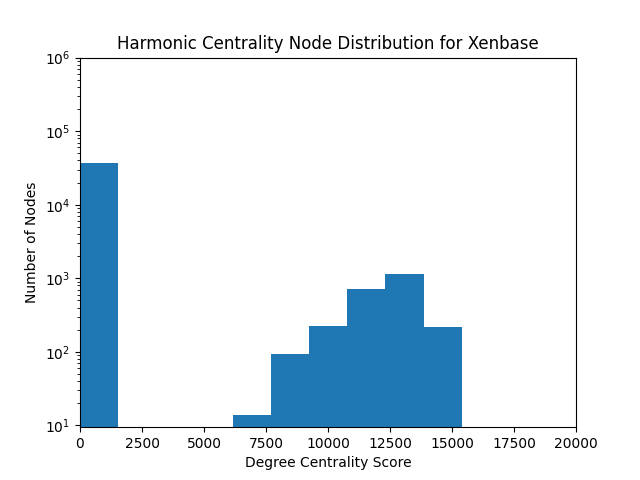 Harmonic Centrality Node Distribution for Xenbase
10^6
10^5
10^4
10^3
10^2
10^1
Number of Nodes
0 2500 5000 7500 10000 12500 15000 17500 20000
Degree Centrality Score